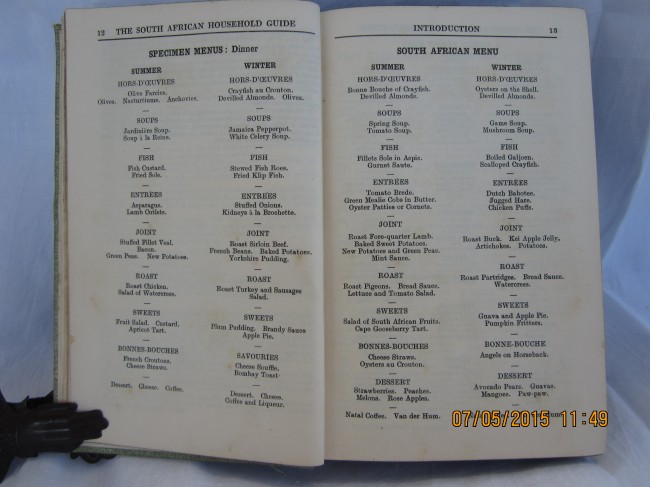 12 THE SOUTH AFRICAN HOUSEHOLD GUIDE
SPECIMEN MENUS: Dinner
SUMMER
HORS-D'ŒUVRES
Olive Farcies.
Olives. Nasturtiums. Anchovies.
SOUPS
Jardinière Soup.
Soup à la Reine.
FISH
Fish Custard.
Fried Sole.
ENTRÉES
Asparagus.
Lamb Cutlets.
JOINT
Stuffed Fillet Veal.
Bacon.
Green Peas. New Potatoes.
ROAST
Roast Chicken.
Salad of Watercress.
SWEETS
Fruit Salad. Custard.
Apricot Tart.
BONNES-BOUCHES
French Croutons.
Cheese Straws.
Dessert. Cheese. Coffee.
WINTER
HORS-D'ŒUVRES
Crayfish au Crouton.
Devilled Almonds. Olives.
SOUPS
Jamaica Pepperpot.
White Celery Soup.
FISH
Stewed Fish Roes.
Fried Klip Fish.
ENTRÉES
Stuffed Onions.
Kidneys à la Brochette.
JOINT
Roast Sirloin Beef.
French Beans. Baked Potatoes.
Yorkshire Pudding.
ROAST
Roast Turkey and Sausages
Salad.
SWEETS
Plum Pudding. Brandy Sauce
Apple Pie.
SAVOURIES
Cheese Souffle.
Bombay Toast
Dessert. Cheese.
Coffee and Liqueur.
INTRODUCTION 13
SOUTH AFRICAN MENU
SUMMER
HORS-D'ŒUVRES
Bonne Bouche of Crayfish.
Devilled Almonds.
SOUPS
Spring Soup.
Tomato Soup.
FISH
Fillets Sole in Aspic.
Gurnet Saute.
ENTRÉES
Tomato Brede.
Green Mealie Cobs in Butter.
Oyster Patties or Cornets.
JOINT
Roast Fore-quarter Lamb.
Baked Sweet Potatoes.
New Potatoes and Green Peas.
Mint Sauce.
ROAST
Roast Pigeons. Bread Sauce.
Lettuce and Tomato Salad.
SWEETS
Salad of South African Fruits.
Cape Gooseberry Tart.
BONNES-BOUCHES
Cheese Straws.
Oysters au Crouton.
DESSERT
Strawberries. Peaches.
Melons. Rose Apples.
Natal Coffee. Van der Hum.
WINTER
HORS-D'ŒUVRES
Oysters on the Shell.
Devilled Almonds.
SOUPS
Game Soup.
Mushroom Soup.
FISH
Boiled Galjoen.
Scalloped Crayfish.
ENTRÉES
Dutch Babotee.
Jugged Hare.
Chicken Puffs.
JOINT
Roast Buck. Kei Apple Jelly,
Artichokes. Potatoes.
ROAST
Roast Partridges. Bread Sauce.
Watercress.
SWEETS
Guava and Apple Pie.
Pumpkin Fritters.
BONNE-BOUCHE
Angels on Horseback.
DESSERT
Avocado Pears. Guavas.
Mangoes. Paw-paw.
07/05/2015 11:49